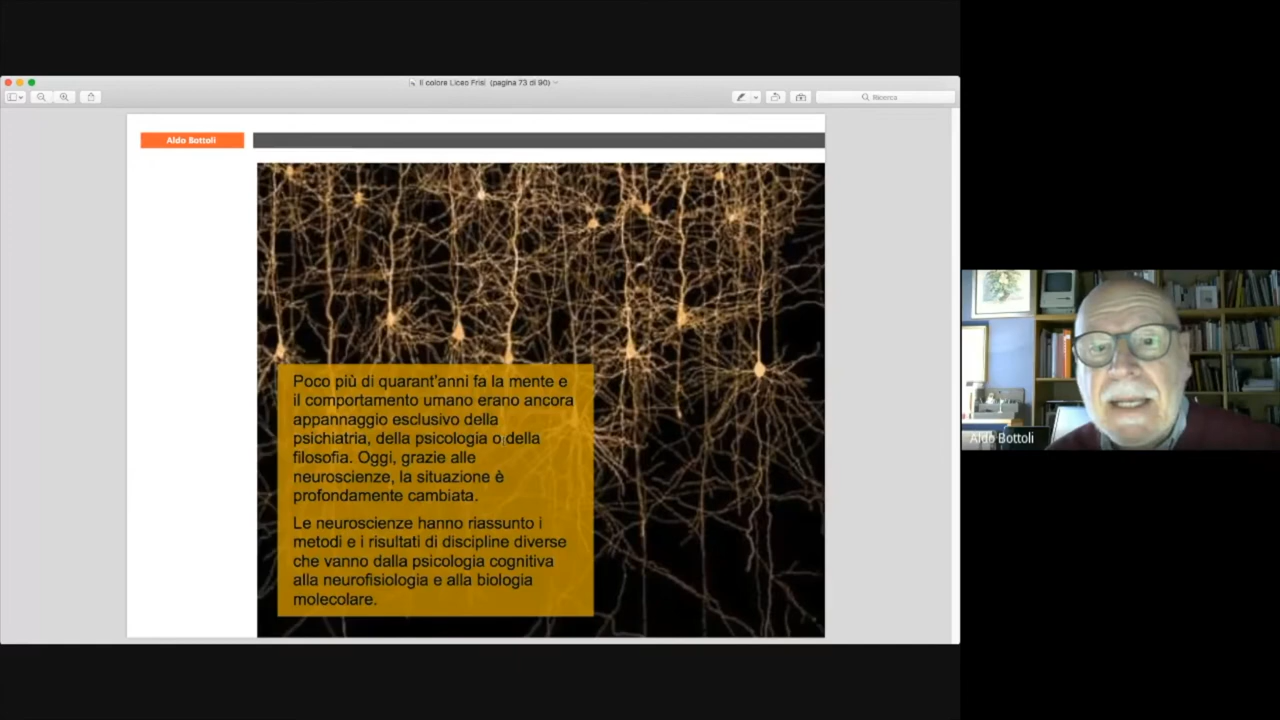 Il colore Liceo Frisi (pagina 73 di 90)
Ricerca
Aldo Bottoli
Poco più di quarant'anni fa la mente e
il comportamento umano erano ancora
appannaggio esclusivo della
psichiatria, della psicologia o della
filosofia. Oggi, grazie alle
neuroscienze, la situazione è
profondamente cambiata.
Le neuroscienze hanno riassunto i
metodi e i risultati di discipline diverse
che vanno dalla psicologia cognitiva
alla neurofisiologia e alla biologia
molecolare.
Aldo Bottoli